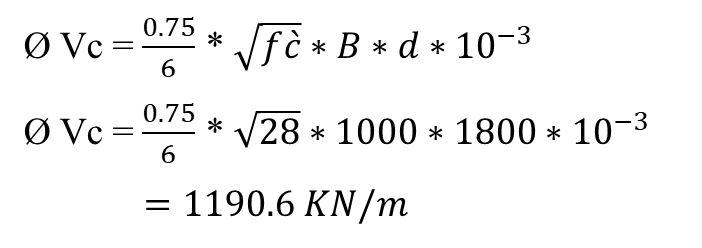 Ø Vc = 0.75/6 * √fc̀ * B * d * 10⁻³
Ø Vc = 0.75/6 * √28 * 1000 * 1800 * 10⁻³
= 1190.6 KN/m